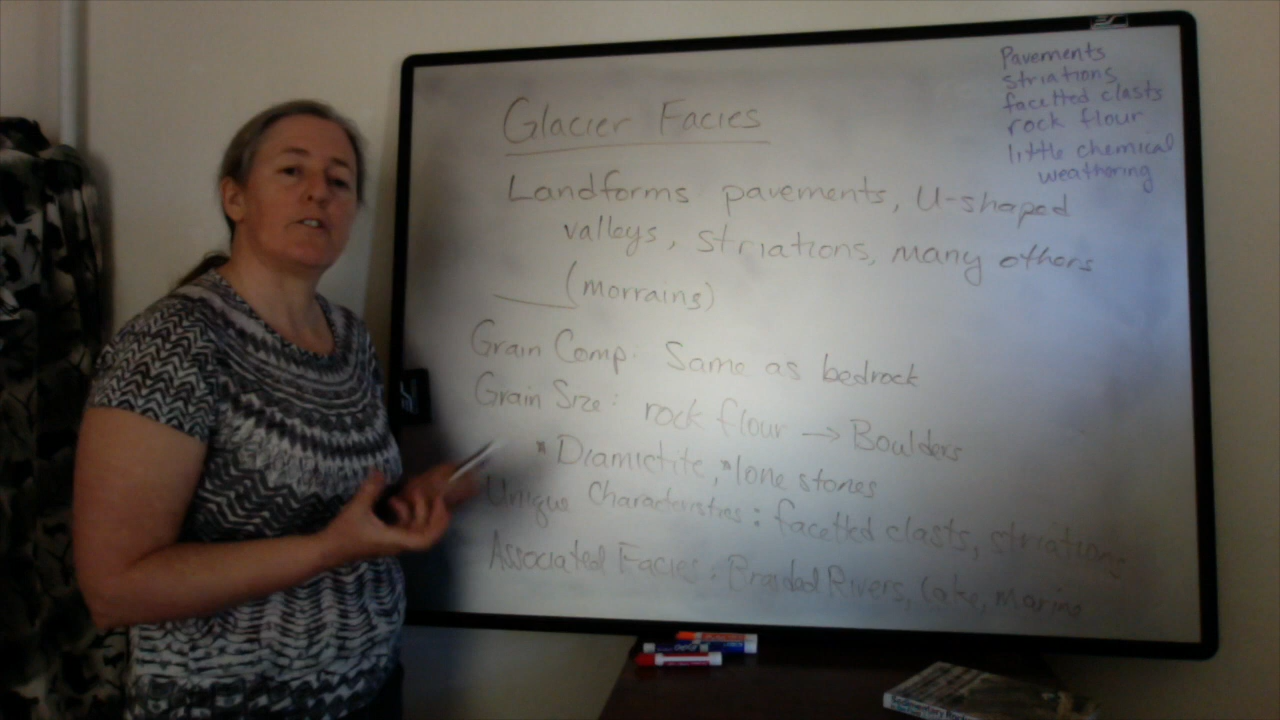 Glacier Facies
Landforms pavements, U-shaped
valleys, striations, many others
(morrains)
Grain Comp: Same as bedrock
Grain Size: rock flour → Boulders
* Diamictite, * lone stones
Unique Characteristics: facetted clasts, striations
Associated Facies: Braided Rivers, Lake, Marine
Pavements
striations
facetted clasts
rock flour
little chemical
weathering